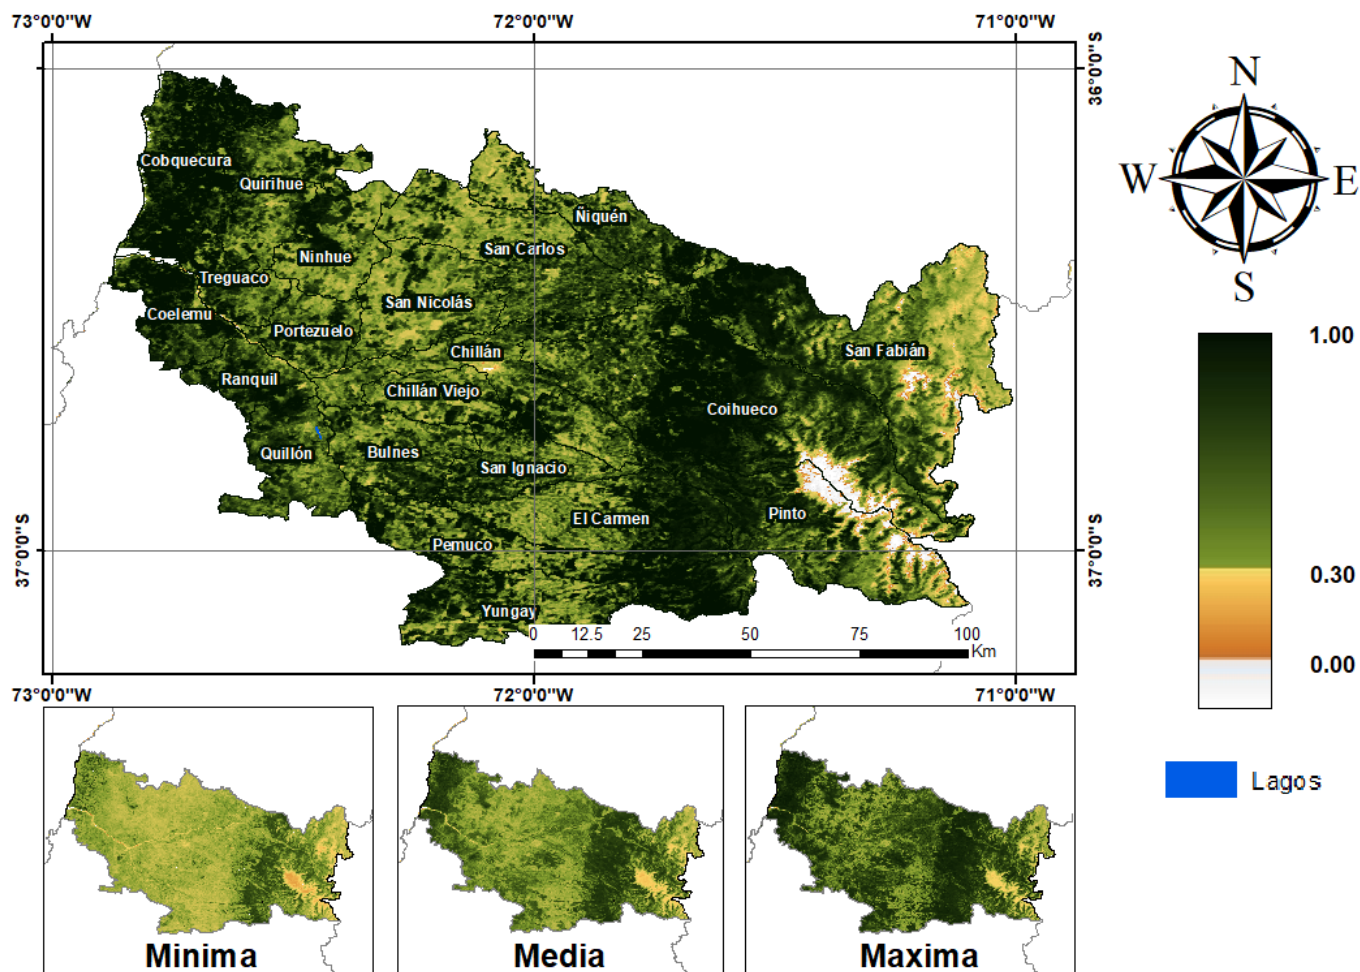 73°0'0"W
72°0'0"W
71°0'0"W
36°0'0"S
N
W
E
S
Cobquecura
Quirihue
Ñiquén
San Carlos
Ninhue
Treguaco
San Nicolás
Coelemu
Portezuelo
Chillán
San Fabián
Ranquil
Chillán Viejo
Coihueco
Quillón
Bulnes
San Ignacio
El Carmen
Pinto
Pemuco
Yungay
37°0'0"S
37°0'0"S
0 12.5 25 50 75 100
Km
73°0'0"W
72°0'0"W
71°0'0"W
1.00
0.30
0.00
Lagos
Minima
Media
Maxima